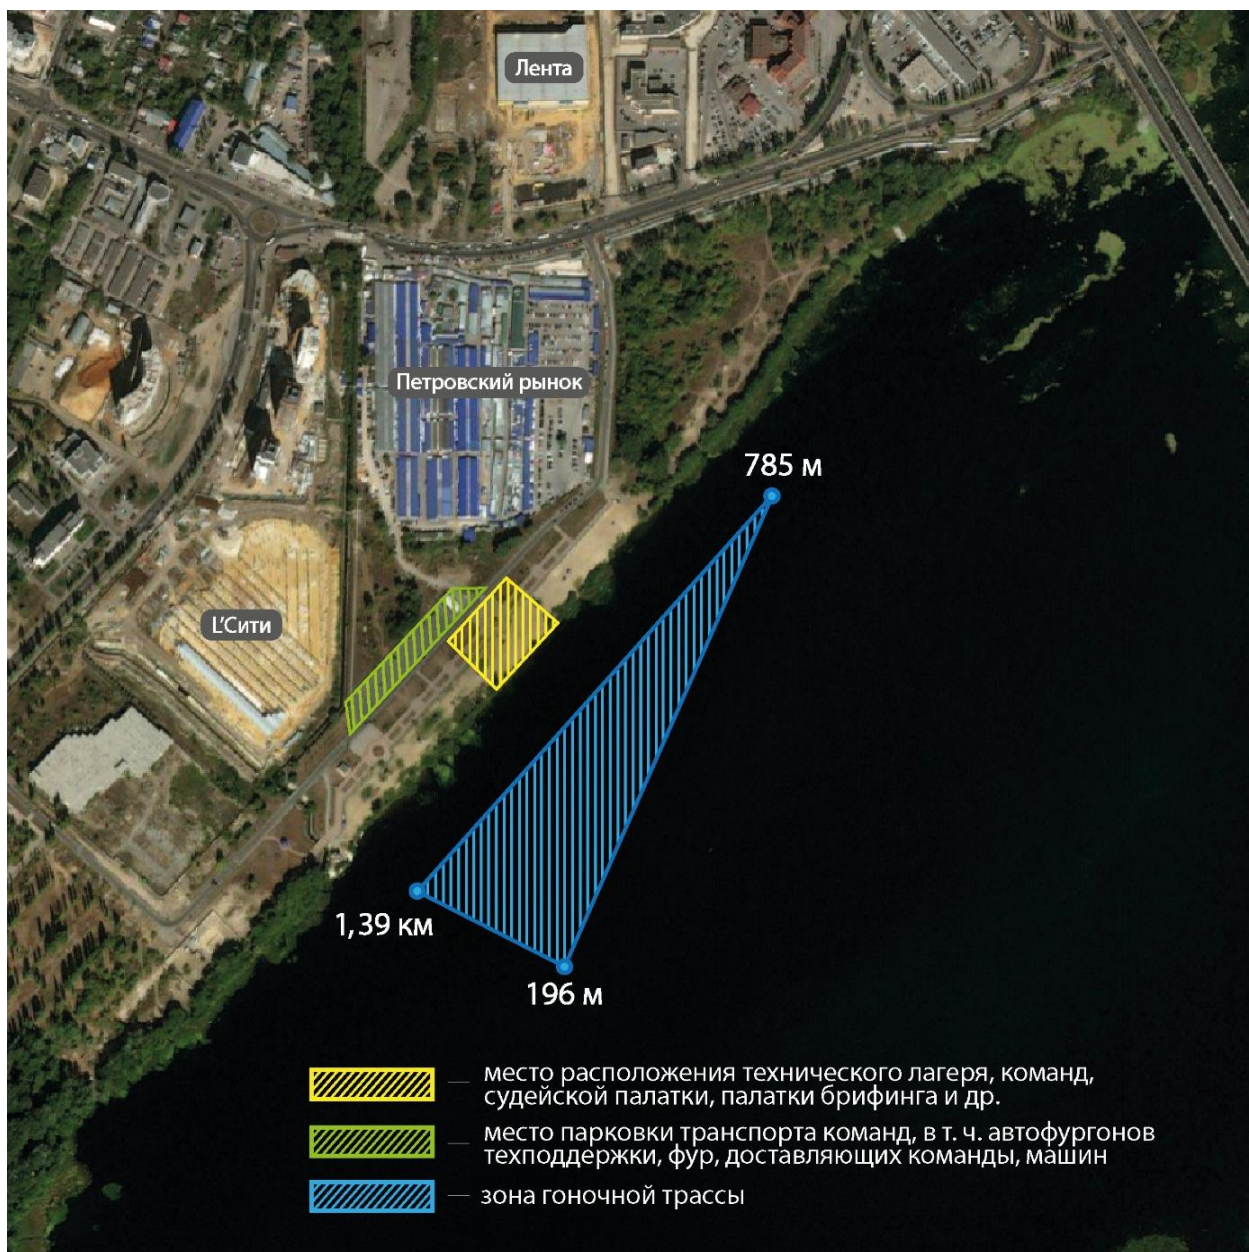 Лента
Петровский рынок
785 м
L'Сити
1,39 км
196 м
— место расположения технического лагеря, команд,
судейской палатки, палатки брифинга и др.
— место парковки транспорта команд, в т. ч. автофургонов
техподдержки, фур, доставляющих команды, машин
— зона гоночной трассы